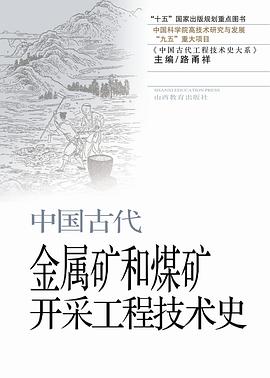 “十五”国家出版规划重点图书
中国科学院高技术研究与发展
“九五”重大项目
《中国古代工程技术史大系》
主编/路甬祥
SHANXI EDUCATION PRESS
山西教育出版社
中国古代
金属矿和煤矿
开采工程技术史